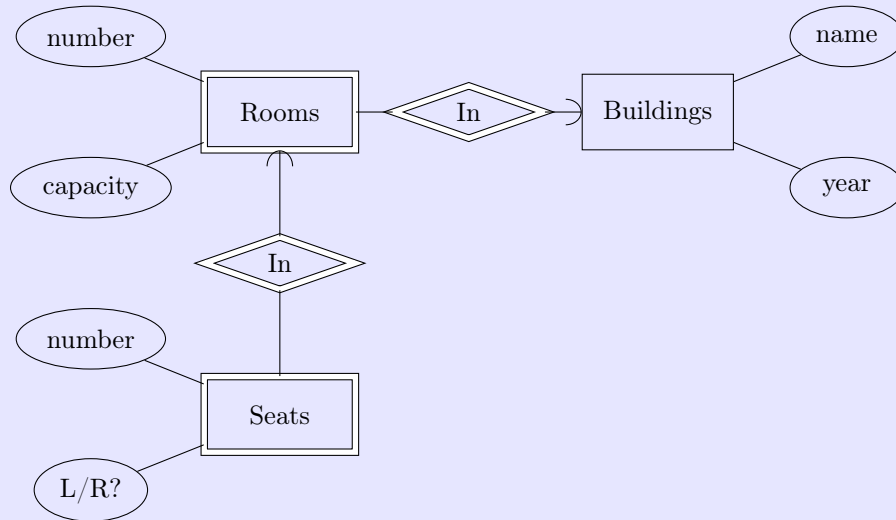 number
name
Rooms
In
Buildings
capacity
year
In
number
Seats
L/R?